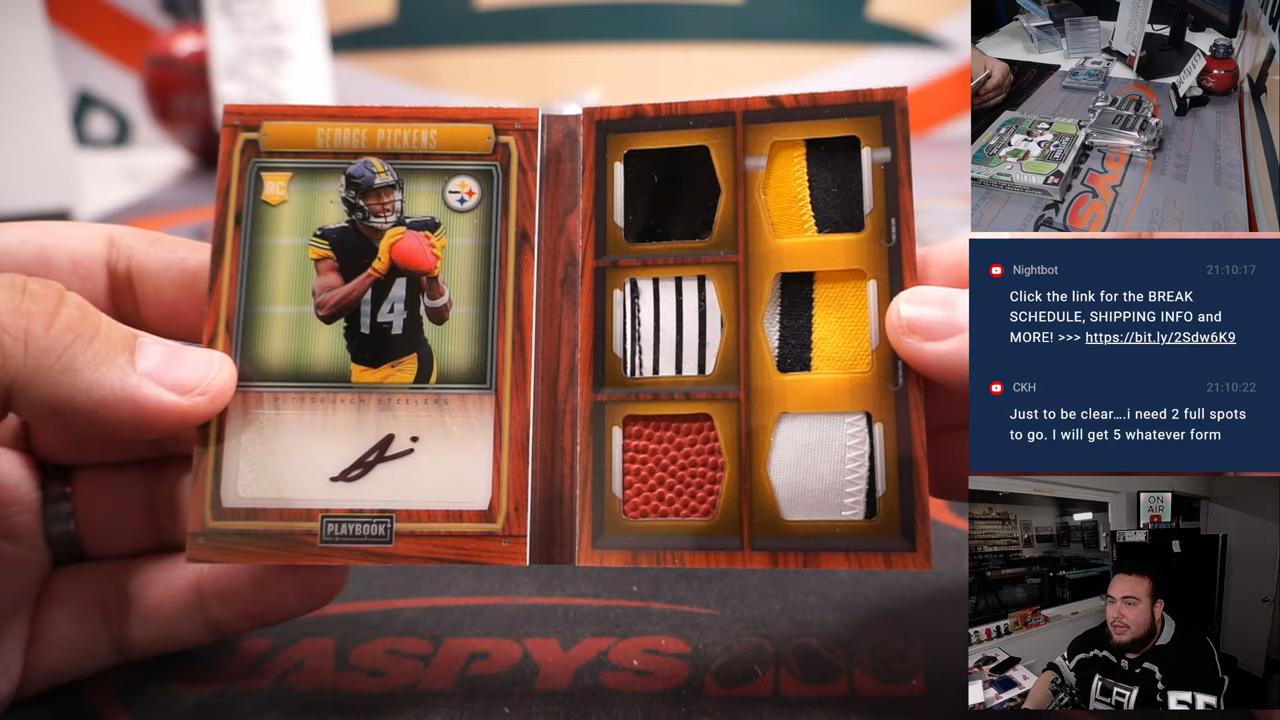 GEORGE PICKENS
RC
14
PITTSBURGH STEELERS
PLAYBOOK
JASPYS
Nightbot 21:10:17
Click the link for the BREAK
SCHEDULE, SHIPPING INFO and
MORE! >>> https://bit.ly/2Sdw6K9
CKH 21:10:22
Just to be clear....i need 2 full spots
to go. I will get 5 whatever form
ON
AIR
LA